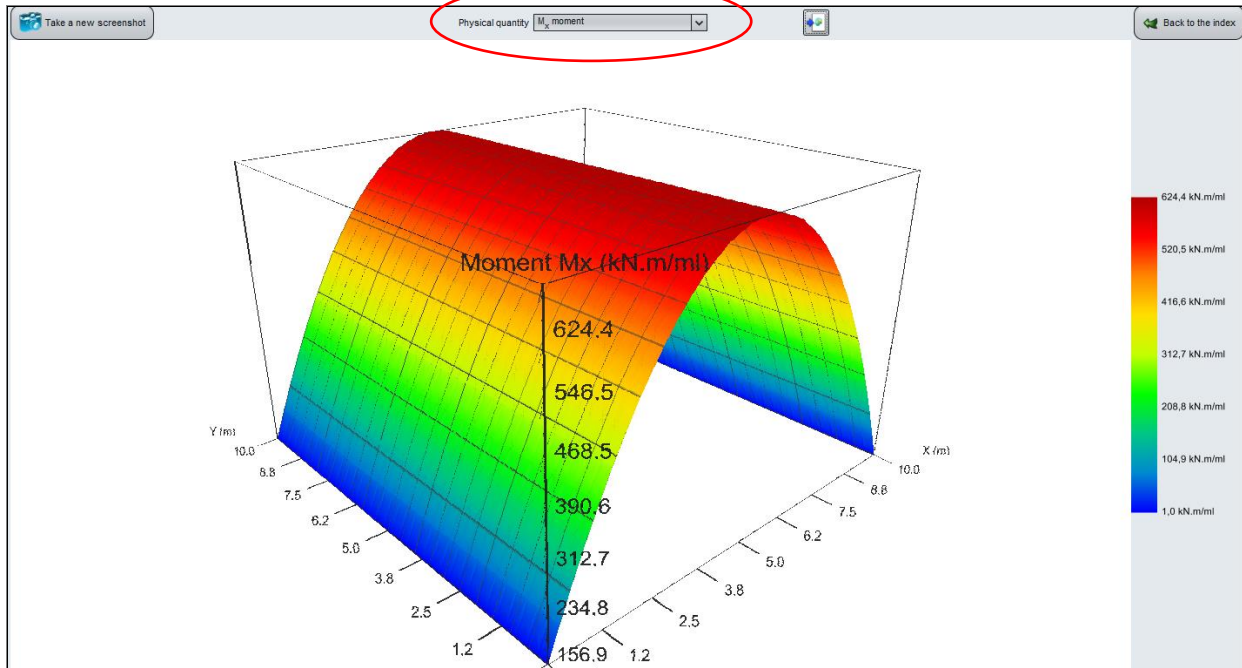 Take a new screenshot
Physical quantity Mx moment
Back to the index
Moment Mx (kN.m/ml)
624.4
546.5
468.5
390.6
312.7
234.8
156.9
Y (m)
10.0
8.8
7.5
6.2
5.0
3.8
2.5
1.2
X (m)
10.0
8.8
7.5
6.2
5.0
3.8
2.5
1.2
624,4 kN.m/ml
520,5 kN.m/ml
416,6 kN.m/ml
312,7 kN.m/ml
208,8 kN.m/ml
104,9 kN.m/ml
1,0 kN.m/ml